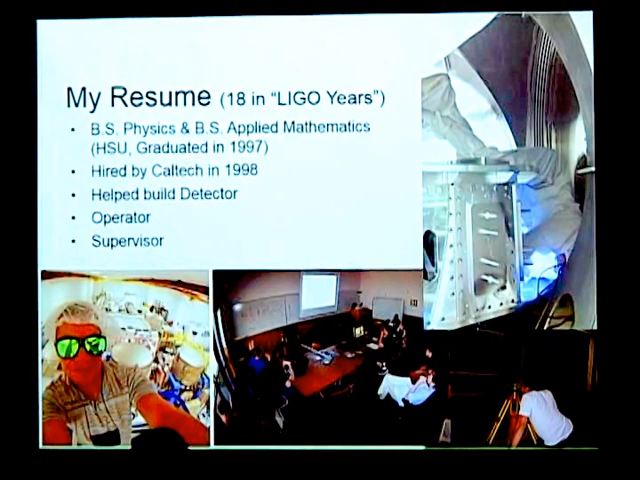 My Resume (18 in "LIGO Years")
• B.S. Physics & B.S. Applied Mathematics
(HSU, Graduated in 1997)
• Hired by Caltech in 1998
• Helped build Detector
• Operator
• Supervisor